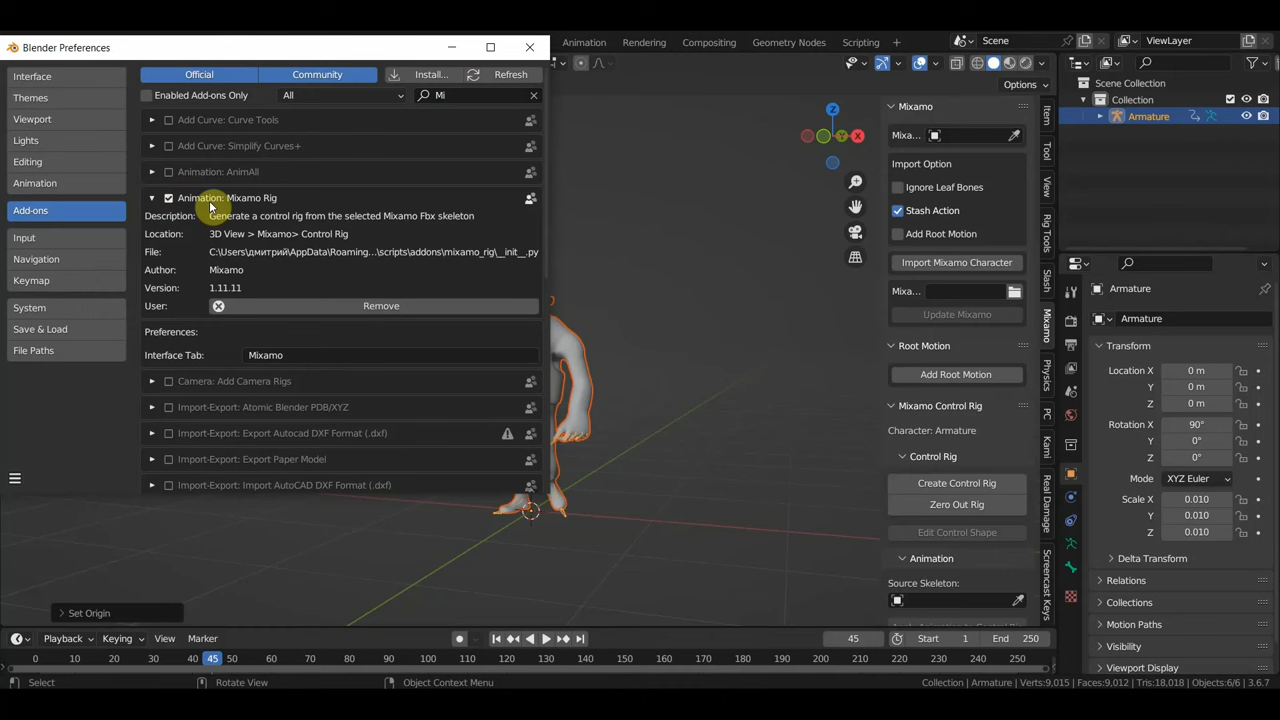 Blender Preferences
Interface
Themes
Viewport
Lights
Editing
Animation
Add-ons
Input
Navigation
Keymap
System
Save & Load
File Paths
Official
Community
Install...
Refresh
Enabled Add-ons Only
All
Mi
Add Curve: Curve Tools
Add Curve: Simplify Curves+
Animation: AnimAll
Animation: Mixamo Rig
Description: Generate a control rig from the selected Mixamo Fbx skeleton
Location: 3D View > Mixamo> Control Rig
File: C:\Users\дмитрий\AppData\Roaming...\scripts\addons\mixamo_rig\__init__.py
Author: Mixamo
Version: 1.11.11
User: Remove
Preferences:
Interface Tab: Mixamo
Camera: Add Camera Rigs
Import-Export: Atomic Blender PDB/XYZ
Import-Export: Export Autocad DXF Format (.dxf)
Import-Export: Export Paper Model
Import-Export: Import AutoCAD DXF Format (.dxf)
Animation
Rendering
Compositing
Geometry Nodes
Scripting
+
Scene
ViewLayer
Options
Z
Y
X
Mixamo
Mixa...
Import Option
Ignore Leaf Bones
Stash Action
Add Root Motion
Import Mixamo Character
Mixa...
Update Mixamo
Root Motion
Add Root Motion
Mixamo Control Rig
Character: Armature
Control Rig
Create Control Rig
Zero Out Rig
Edit Control Shape
Animation
Source Skeleton:
Item
Tool
View
Rig Tools
Slash
Mixamo
Physics
PC
Kami
Real Damage
Screencast Keys
Scene Collection
Collection
Armature
Armature
Armature
Transform
Location X 0 m
Y 0 m
Z 0 m
Rotation X 90°
Y 0°
Z 0°
Mode XYZ Euler
Scale X 0.010
Y 0.010
Z 0.010
Delta Transform
Relations
Collections
Motion Paths
Visibility
Viewport Display
Set Origin
Playback
Keying
View
Marker
45
Start 1
End 250
0 10 20 30 40 45 50 60 70 80 90 100 110 120 130 140 150 160 170 180 190 200 210 220 230 240 250
Select
Rotate View
Object Context Menu
Collection | Armature | Verts:9,015 | Faces:9,012 | Tris:18,018 | Objects:6/6 | 3.6.7